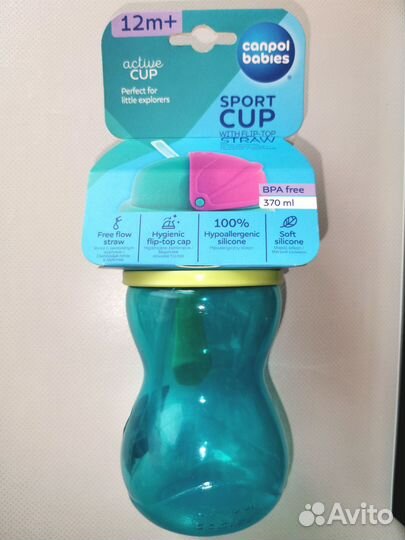 12m+
active
CUP
Perfect for
little explorers
canpol
babies
SPORT
CUP
WITH FLIP-TOP
STRAW
BPA free
370 ml
Free flow
straw
Hygienic
flip-top cap
100%
Hypoallergenic
silicone
Soft
silicone
Avito